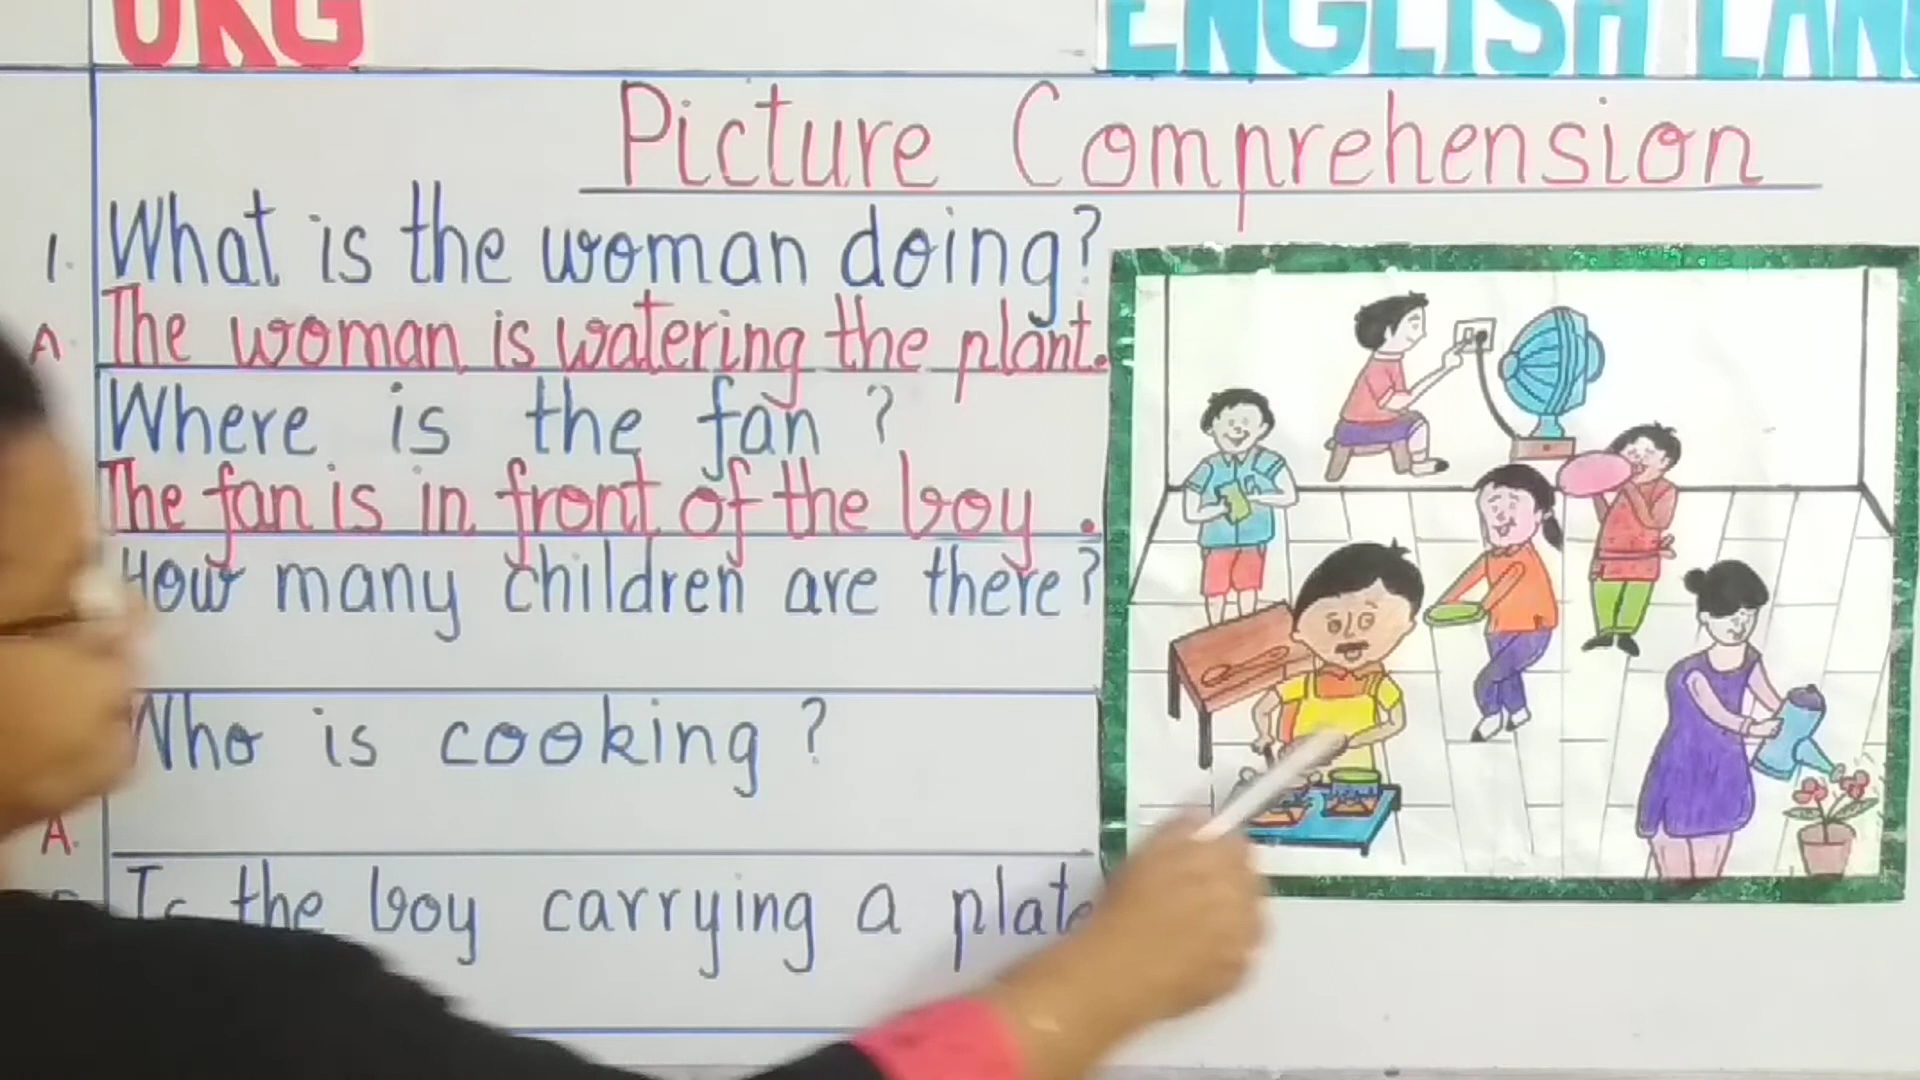 UKG
ENGLISH LAN
Picture Comprehension
1. What is the woman doing?
A. The woman is watering the plant.
Where is the fan ?
The fan is in front of the boy .
How many children are there?
Who is cooking ?
A.
Is the boy carrying a plate